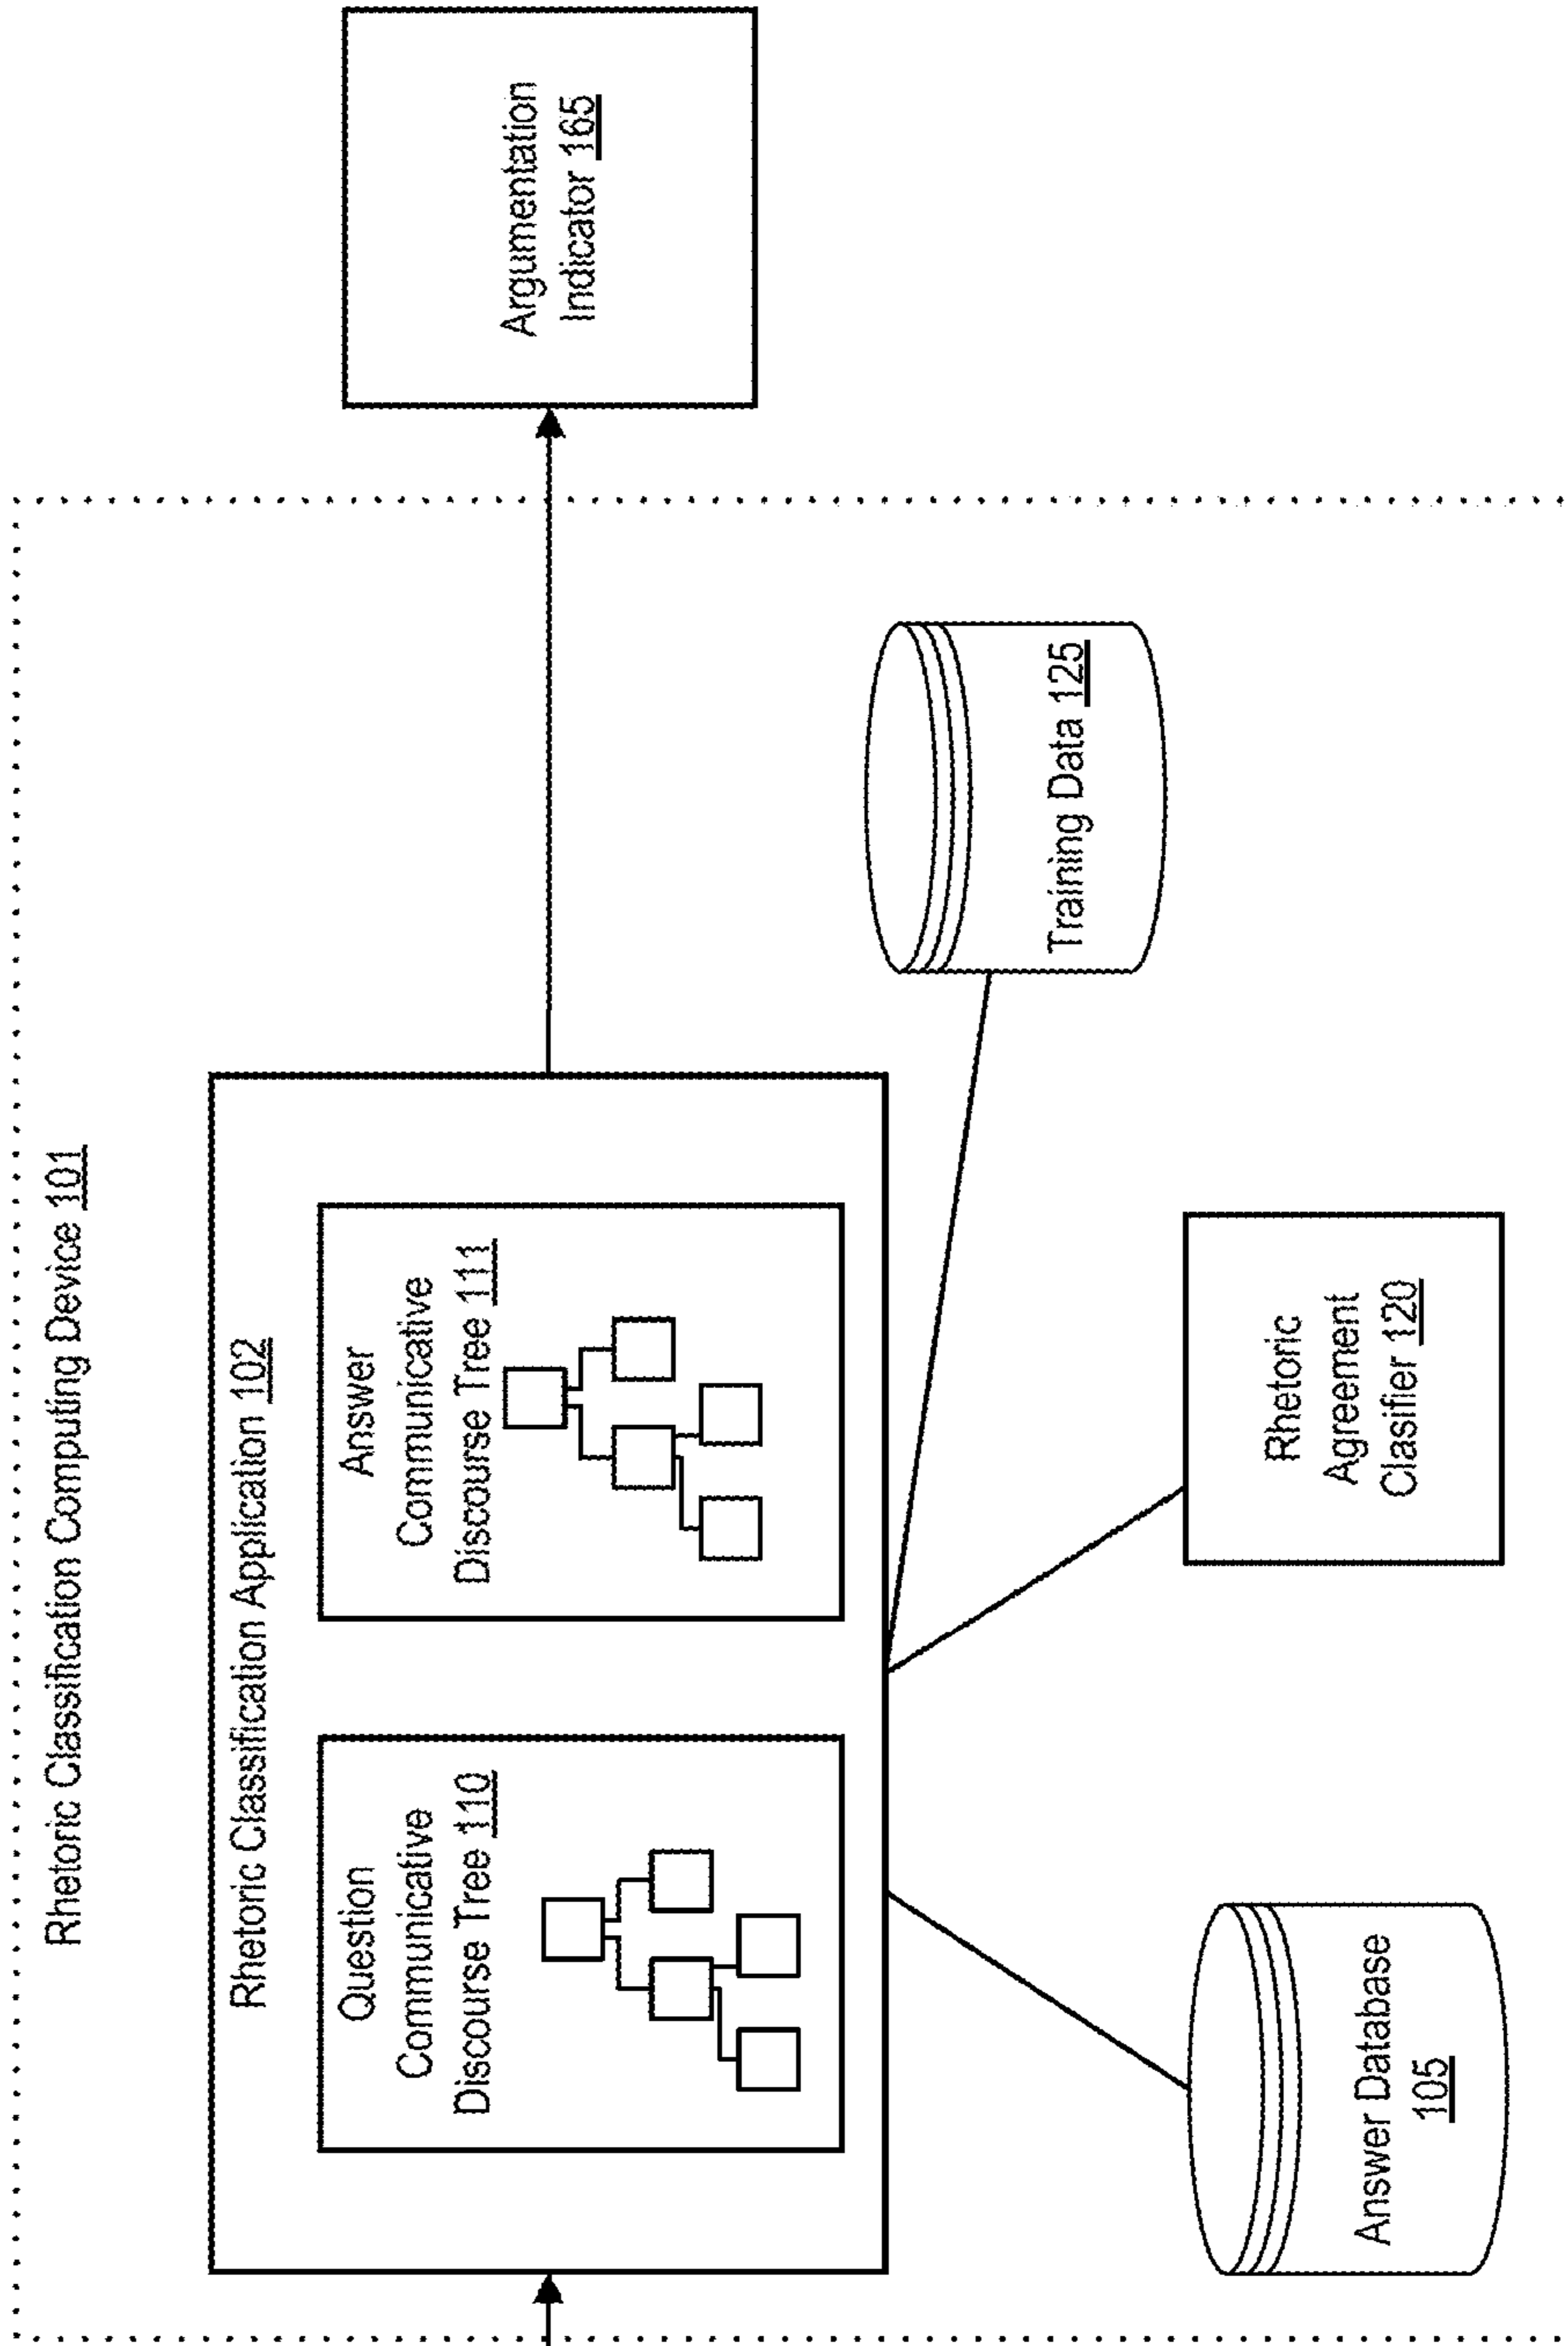 Rhetoric Classification Computing Device 101
Rhetoric Classification Application 102
Question
Communicative
Discourse Tree 110
Answer
Communicative
Discourse Tree 111
Argumentation
Indicator 165
Answer Database
105
Rhetoric
Agreement
Clasifier 120
Training Data 125